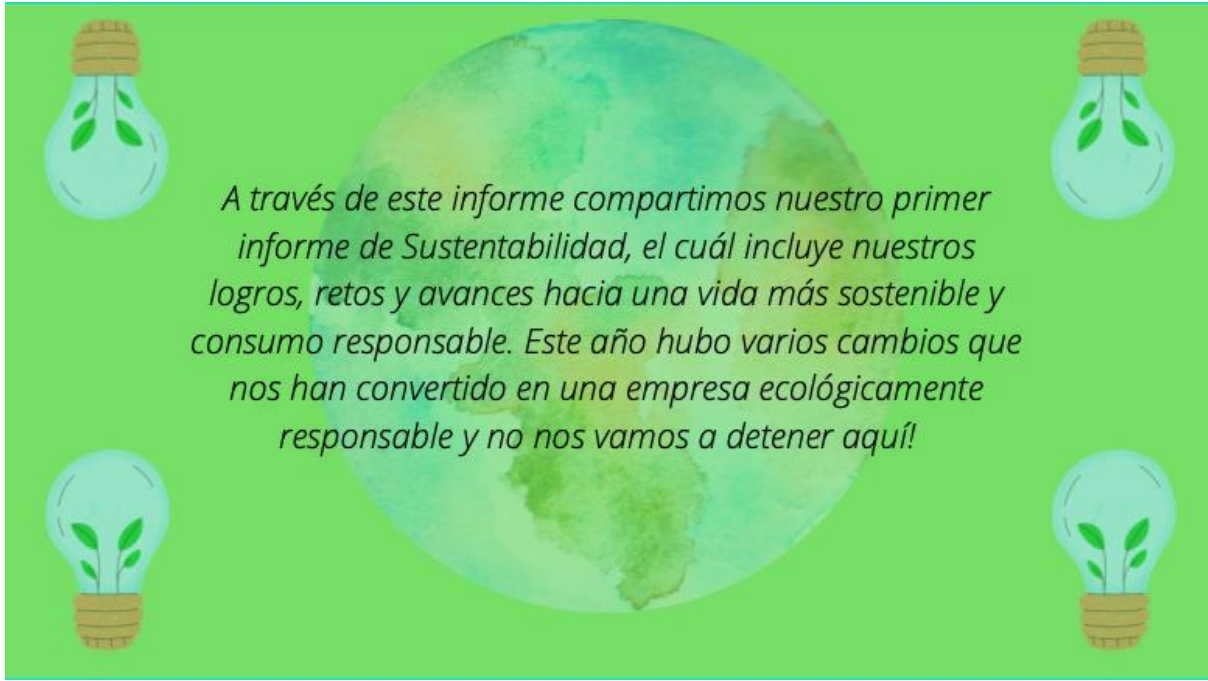 A través de este informe compartimos nuestro primer
informe de Sustentabilidad, el cuál incluye nuestros
logros, retos y avances hacia una vida más sostenible y
consumo responsable. Este año hubo varios cambios que
nos han convertido en una empresa ecológicamente
responsable y no nos vamos a detener aquí!